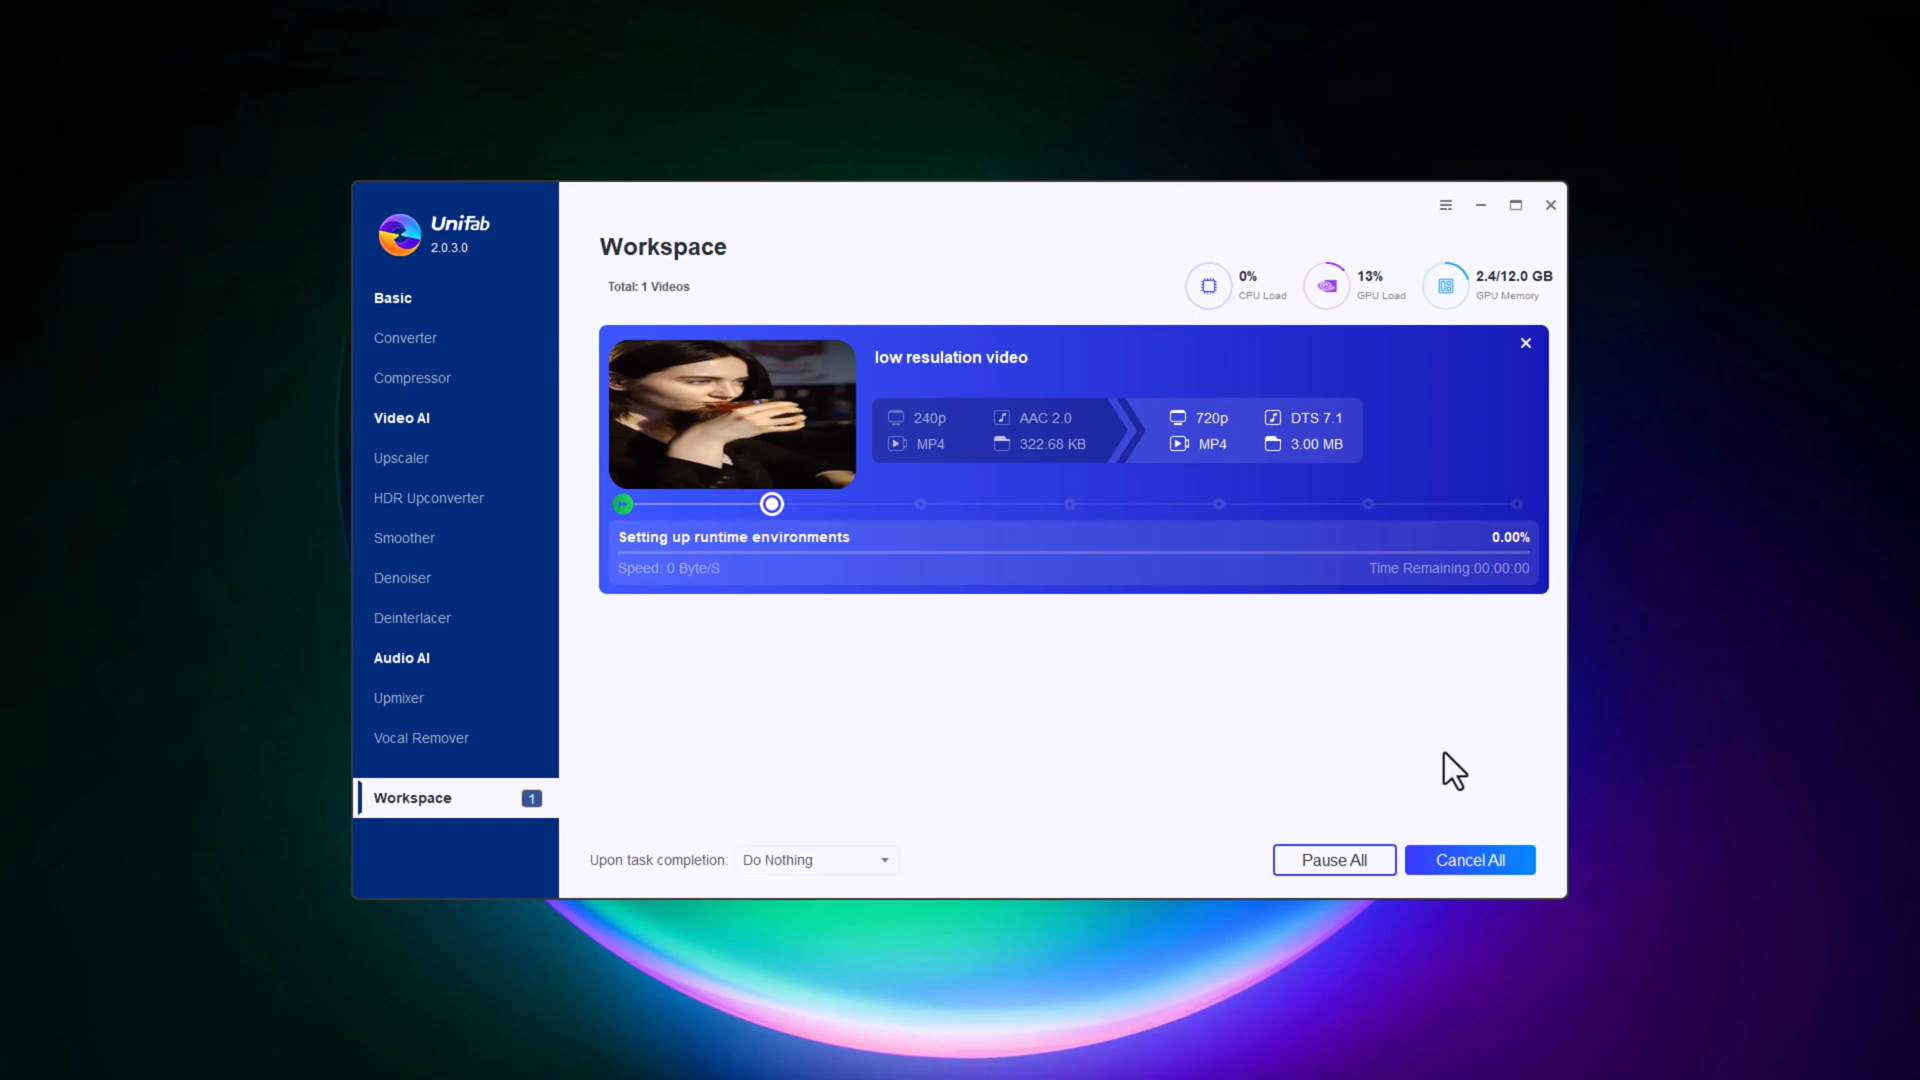 Unifab
2.0.3.0
Basic
Converter
Compressor
Video AI
Upscaler
HDR Upconverter
Smoother
Denoiser
Deinterlacer
Audio AI
Upmixer
Vocal Remover
Workspace 1
Workspace
Total: 1 Videos
0%
CPU Load
13%
GPU Load
2.4/12.0 GB
GPU Memory
low resulation video
240p AAC 2.0 720p DTS 7.1
MP4 322.68 KB MP4 3.00 MB
Setting up runtime environments 0.00%
Speed: 0 Byte/S Time Remaining:00:00:00
Upon task completion: Do Nothing Pause All Cancel All